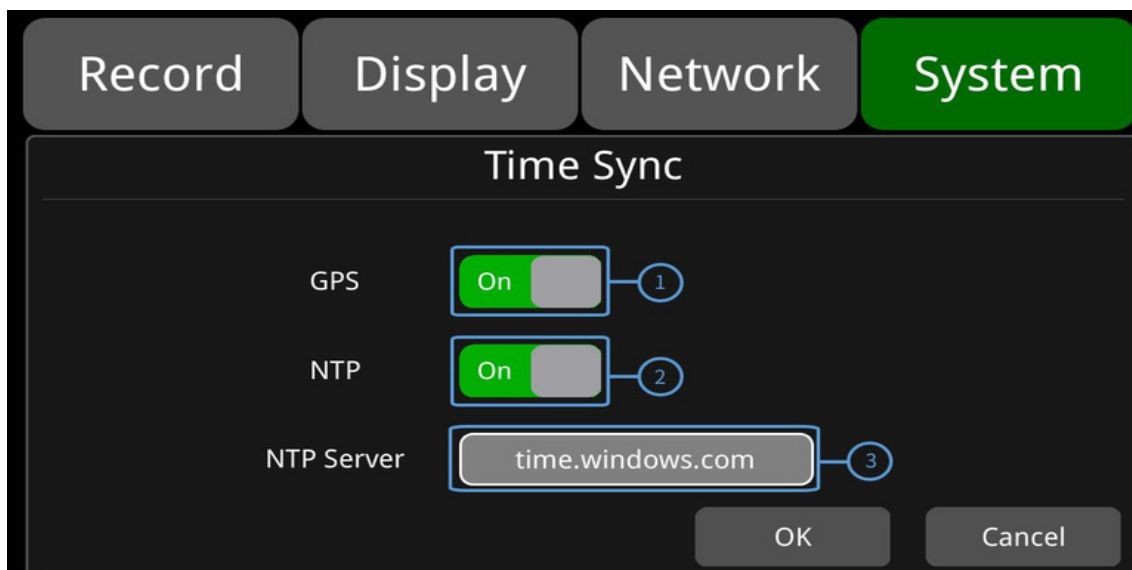 Record Display Network System
Time Sync
GPS On 1
NTP On 2
NTP Server time.windows.com 3
OK Cancel